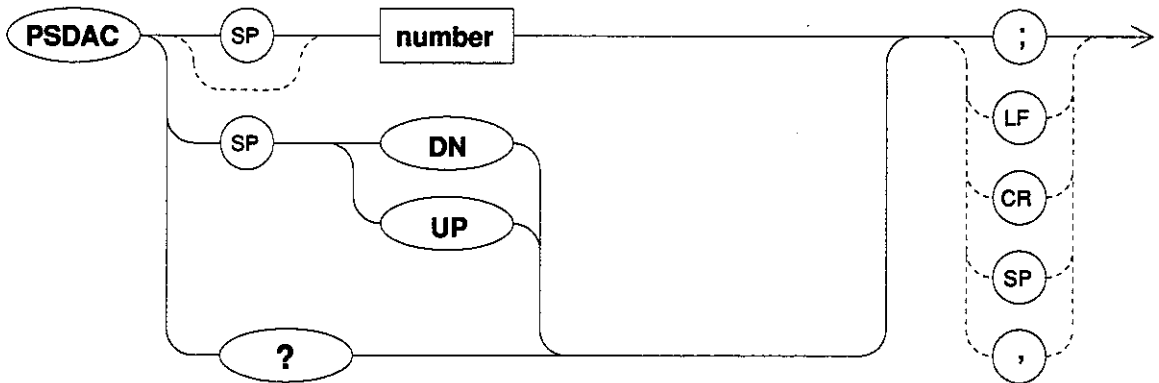 PSDAC SP number ;
LF
SP DN
UP
CR
SP
? ,